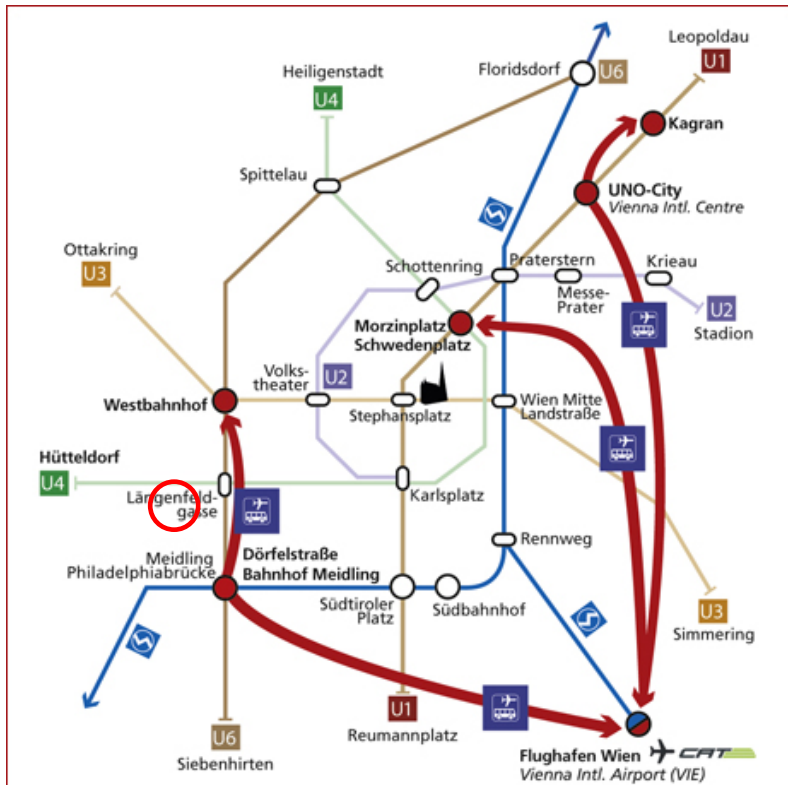 Leopoldau
U1
Heiligenstadt
U4
Floridsdorf
U6
Kagran
Spittelau
UNO-City
Vienna Intl. Centre
Ottakring
U3
Schottenring
Praterstern
Krieau
Messe-
Prater
U2
Stadion
Morzinplatz
Schwedenplatz
Volks-
theater
U2
Westbahnhof
Stephansplatz
Wien Mitte
Landstraße
Hütteldorf
U4
Längenfeld-
gasse
Karlsplatz
Rennweg
Meidling
Philadelphiabrücke
Dörfelstraße
Bahnhof Meidling
Südtiroler
Platz
Südbahnhof
U3
Simmering
U6
Siebenhirten
U1
Reumannplatz
Flughafen Wien
CAT
Vienna Intl. Airport (VIE)